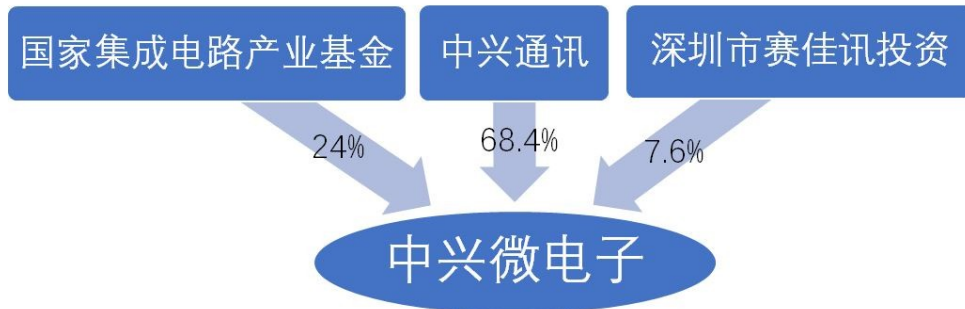 国家集成电路产业基金
中兴通讯
深圳市赛佳讯投资
24%
68.4%
7.6%
中兴微电子